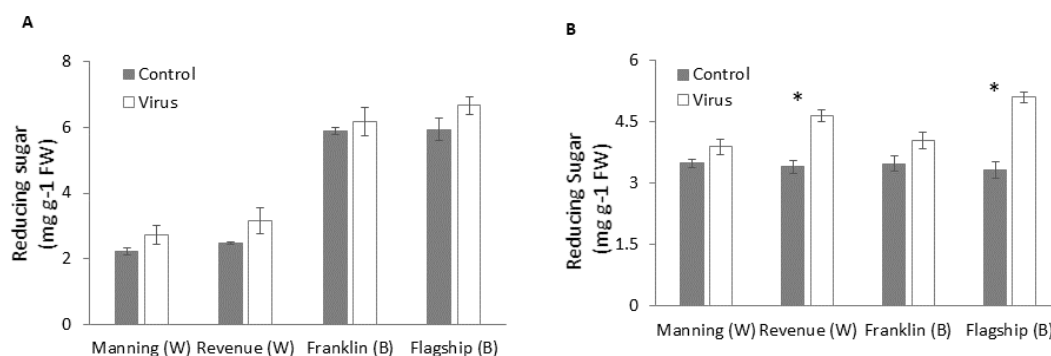 A
Reducing sugar
(mg g-1 FW)
8
6
4
2
0
Control
Virus
Manning (W) Revenue (W) Franklin (B) Flagship (B)
B
Reducing Sugar
(mg g-1 FW)
6
4.5
3
1.5
0
Control
Virus
*
*
Manning (W) Revenue (W) Franklin (B) Flagship (B)